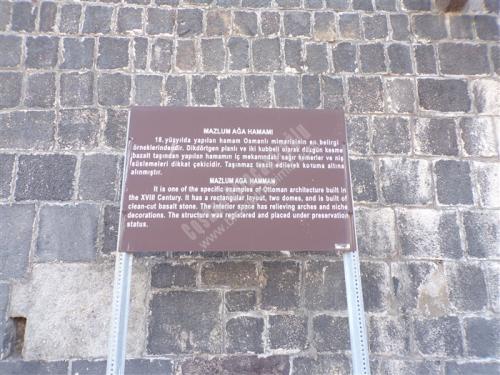 MAZLUM AĞA HAMAMI
18. yüzyılda yapılan hamam Osmanlı mimarisinin en belirgi
örneklerindendir. Dikdörtgen planlı ve iki kubbeli olarak düzgün kesme
bazalt taşından yapılan hamamın iç mekanındaki sağır kemerler ve niş
süslemeleri dikkat çekicidir. Taşınmaz tescil edilerek koruma altına
alınmıştır.
MAZLUM AĞA HAMMAN
It is one of the specific examples of Ottoman architecture built in
the XVIII Century. It has a rectangular layout, two domes, and is built of
clean-cut basalt stone. The interior space has relieving arches and niche
decorations. The structure was registered and placed under preservation
status.